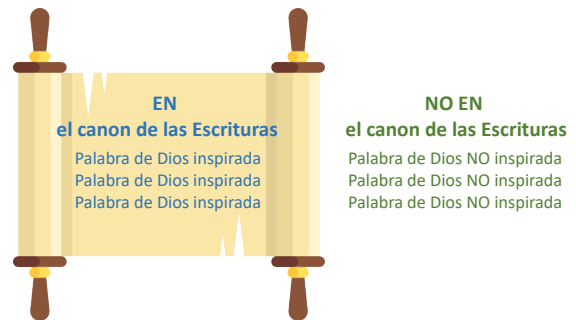 EN
el canon de las Escrituras
Palabra de Dios inspirada
Palabra de Dios inspirada
Palabra de Dios inspirada
NO EN
el canon de las Escrituras
Palabra de Dios NO inspirada
Palabra de Dios NO inspirada
Palabra de Dios NO inspirada